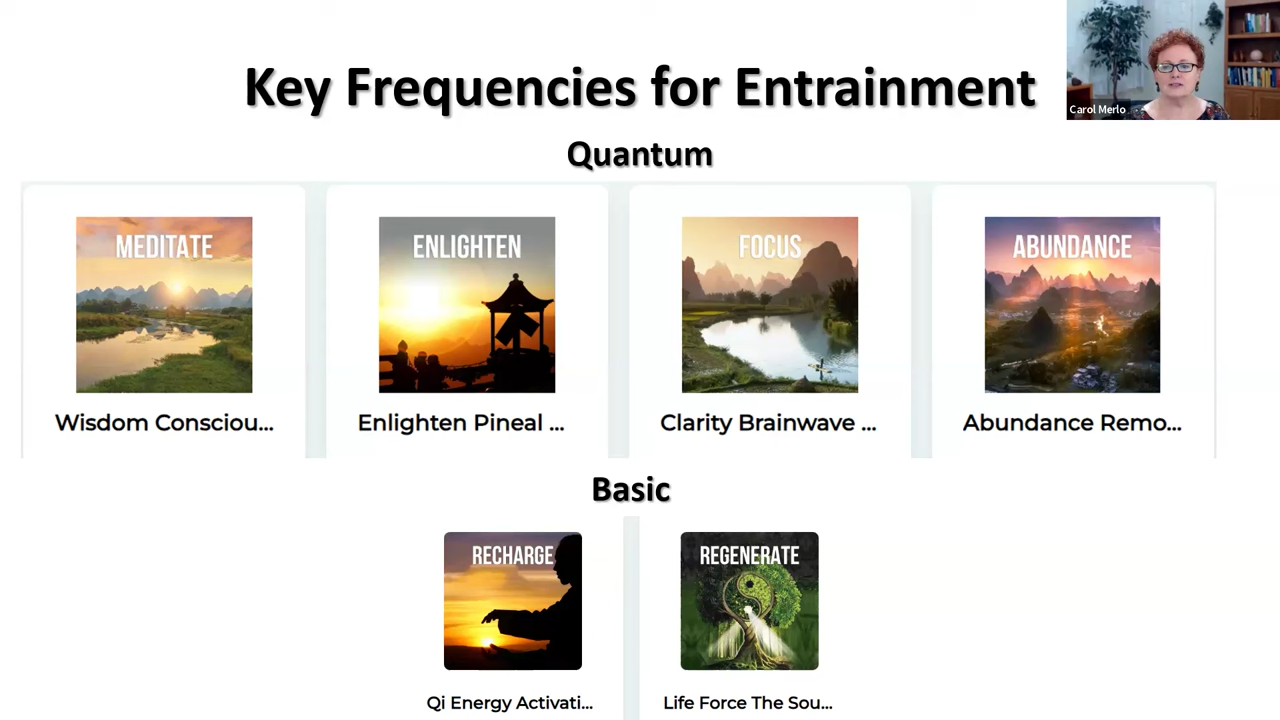 Key Frequencies for Entrainment
Carol Merlo
Quantum
MEDITATE
ENLIGHTEN
FOCUS
ABUNDANCE
Wisdom Consciou...
Enlighten Pineal ...
Clarity Brainwave ...
Abundance Remo...
Basic
RECHARGE
REGENERATE
Qi Energy Activati...
Life Force The Sou...